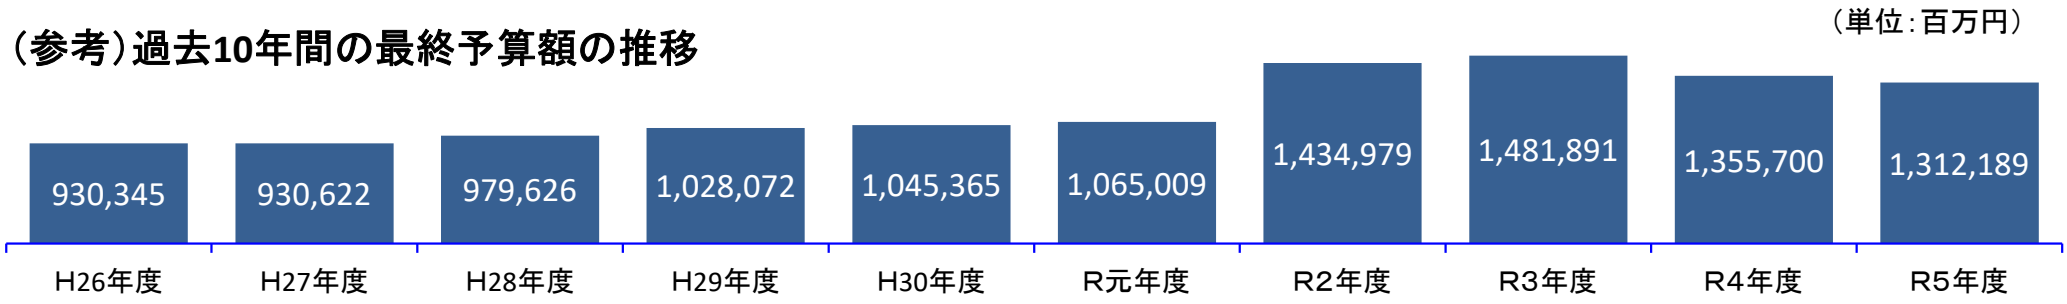 （単位：百万円）
（参考）過去10年間の最終予算額の推移
930,345 930,622 979,626 1,028,072 1,045,365 1,065,009 1,434,979 1,481,891 1,355,700 1,312,189
H26年度 H27年度 H28年度 H29年度 H30年度 R元年度 R２年度 R３年度 R４年度 R５年度